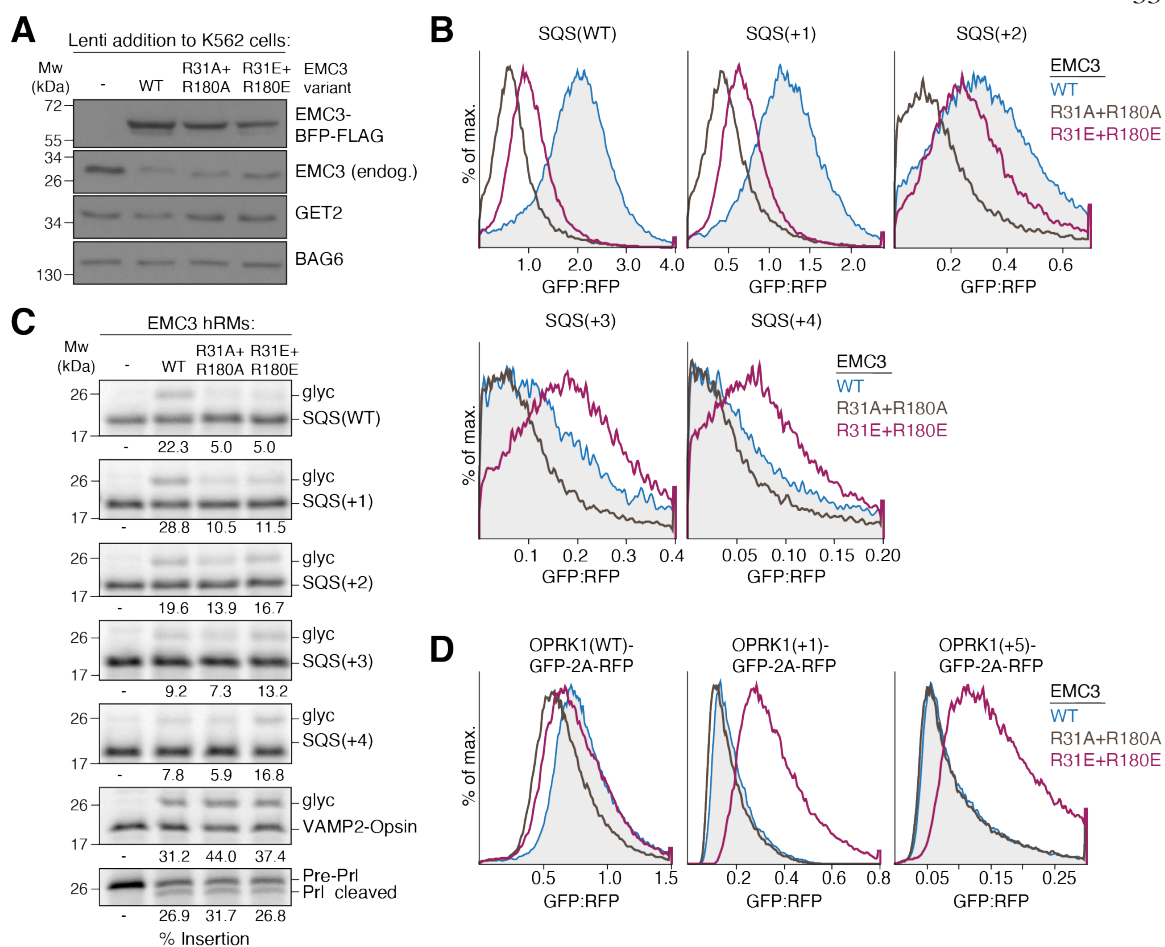 A
Lenti addition to K562 cells:
Mw
(kDa)
-
WT
R31A+
R180A
R31E+
R180E
EMC3
variant
72
55
EMC3-
BFP-FLAG
34
26
EMC3 (endog.)
34
GET2
130
BAG6
B
SQS(WT)
SQS(+1)
SQS(+2)
EMC3
WT
R31A+R180A
R31E+R180E
% of max.
1.0 2.0 3.0 4.0
GFP:RFP
0.5 1.0 1.5 2.0
GFP:RFP
0.2 0.4 0.6
GFP:RFP
SQS(+3)
SQS(+4)
EMC3
WT
R31A+R180A
R31E+R180E
% of max.
0.1 0.2 0.3 0.4
GFP:RFP
0.05 0.10 0.15 0.20
GFP:RFP
C
EMC3 hRMs:
Mw
(kDa)
-
WT
R31A+
R180A
R31E+
R180E
26
17
glyc
SQS(WT)
- 22.3 5.0 5.0
26
17
glyc
SQS(+1)
- 28.8 10.5 11.5
26
17
glyc
SQS(+2)
- 19.6 13.9 16.7
26
17
glyc
SQS(+3)
- 9.2 7.3 13.2
26
17
glyc
SQS(+4)
- 7.8 5.9 16.8
26
17
glyc
VAMP2-Opsin
- 31.2 44.0 37.4
26
Pre-Prl
Prl cleaved
- 26.9 31.7 26.8
% Insertion
D
OPRK1(WT)-
GFP-2A-RFP
OPRK1(+1)-
GFP-2A-RFP
OPRK1(+5)-
GFP-2A-RFP
EMC3
WT
R31A+R180A
R31E+R180E
% of max.
0.5 1.0 1.5
GFP:RFP
0.2 0.4 0.6 0.8
GFP:RFP
0.05 0.15 0.25
GFP:RFP